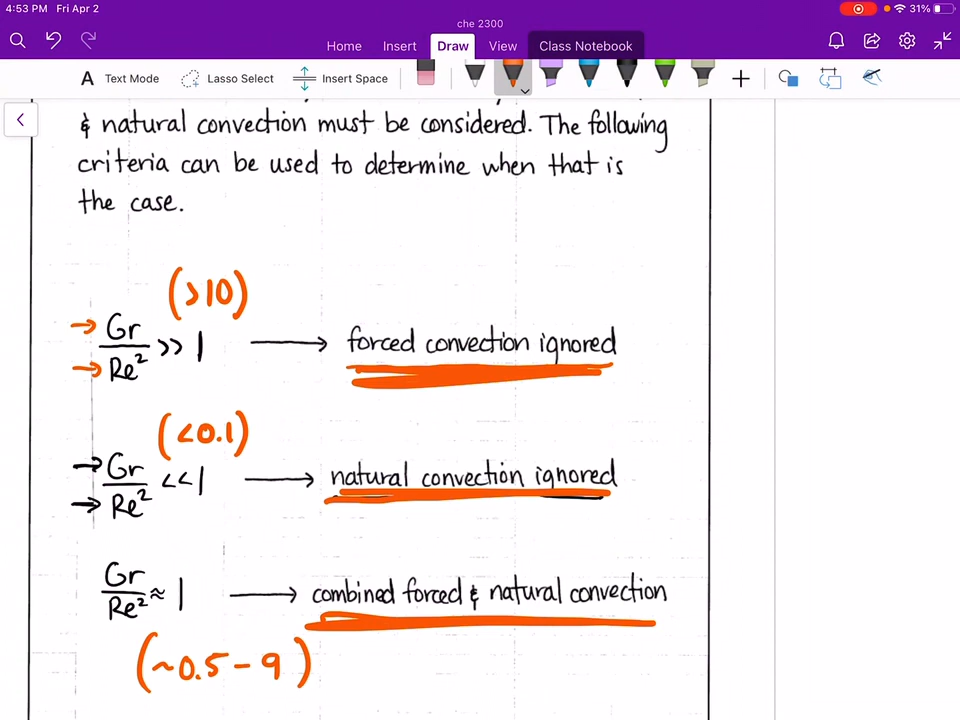 4:53 PM Fri Apr 2
31%
che 2300
Home Insert Draw View Class Notebook
A Text Mode Lasso Select Insert Space
& natural convection must be considered. The following
criteria can be used to determine when that is
the case.
(>10)
→ Gr
→ Re² >> 1 → forced convection ignored
(<0.1)
→ Gr
→ Re² << 1 → natural convection ignored
Gr
Re² ≈ 1 → combined forced & natural convection
(~0.5 - 9)